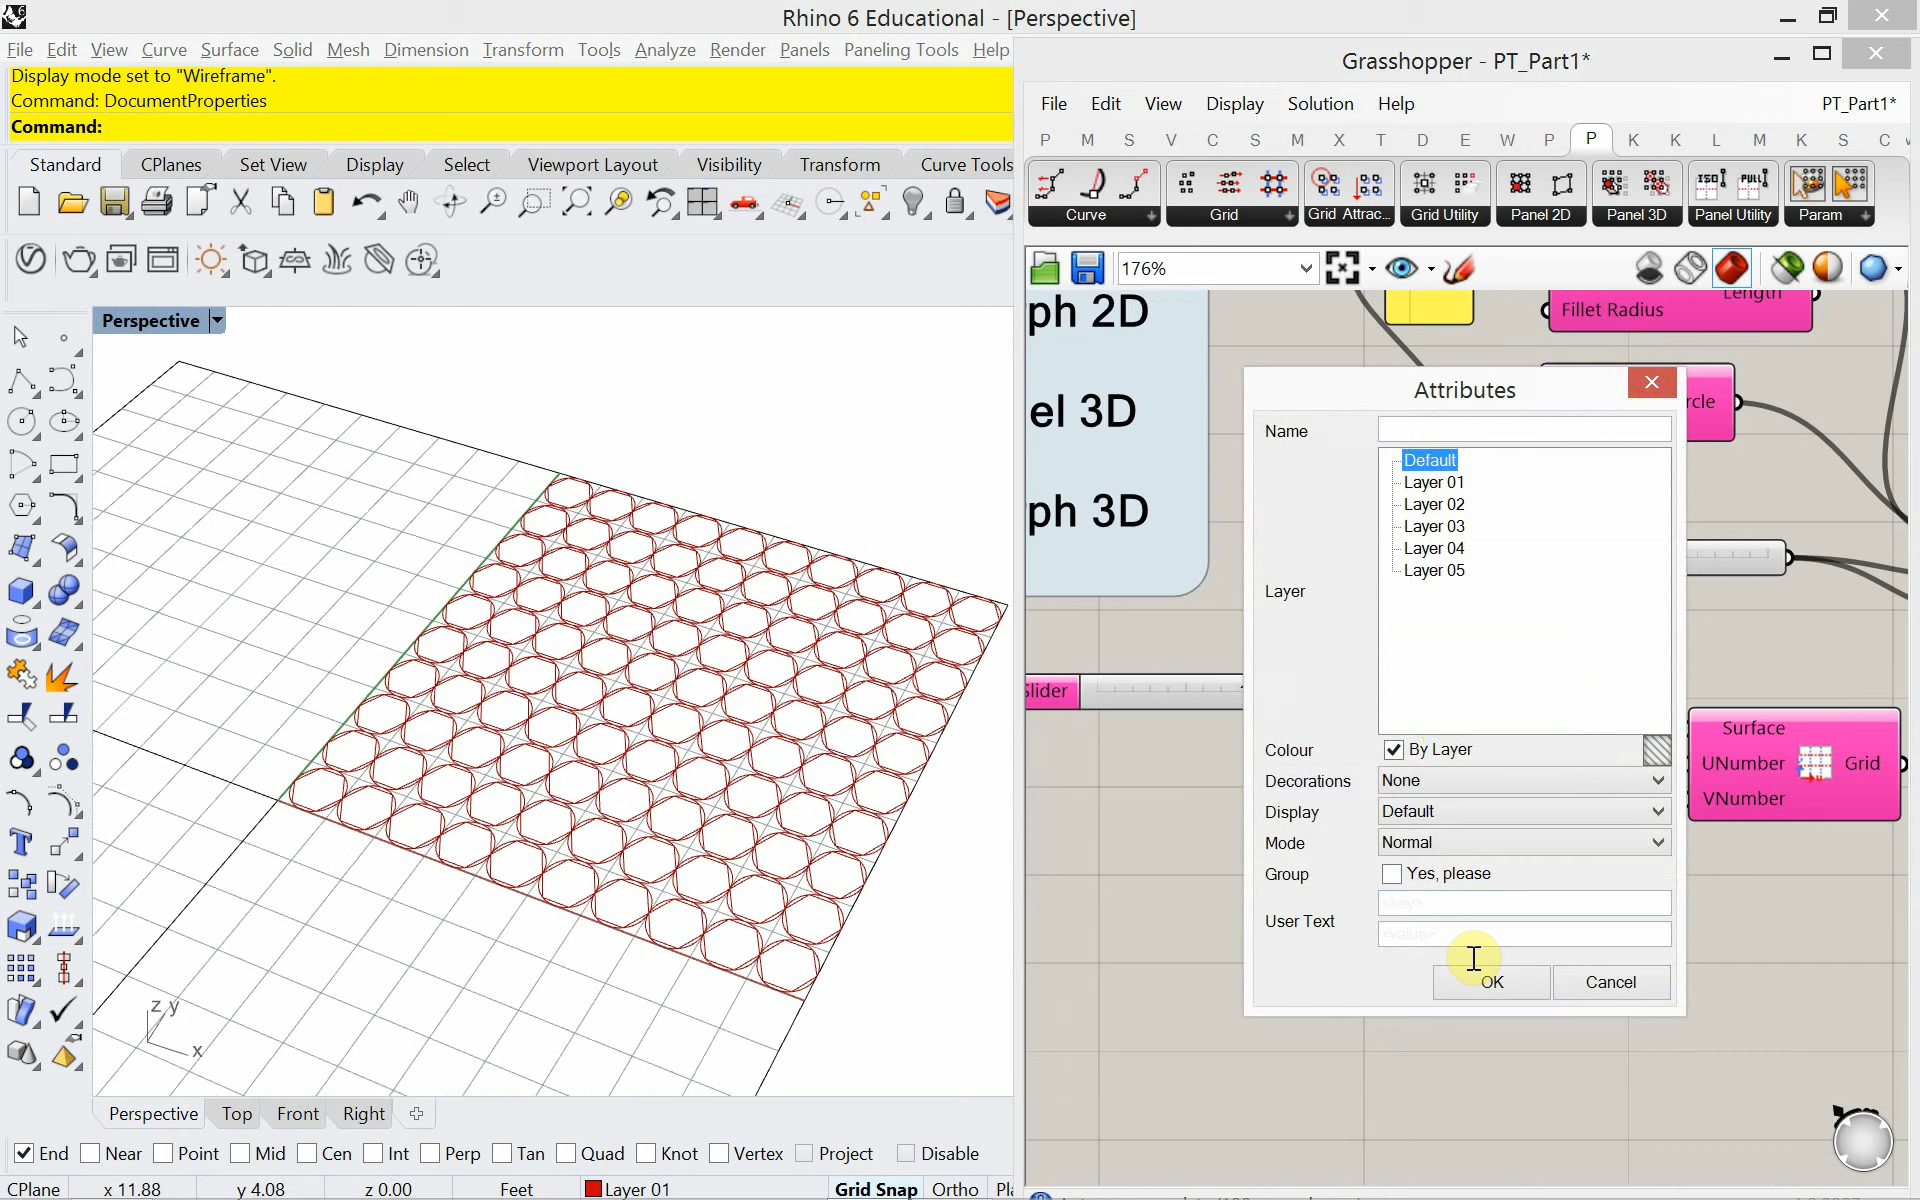 Rhino 6 Educational - [Perspective]
File Edit View Curve Surface Solid Mesh Dimension Transform Tools Analyze Render Panels Paneling Tools Help
Display mode set to "Wireframe".
Command: DocumentProperties
Command:
Standard CPlanes Set View Display Select Viewport Layout Visibility Transform Curve Tools
Perspective
z y
x
Perspective Top Front Right
End Near Point Mid Cen Int Perp Tan Quad Knot Vertex Project Disable
CPlane x 11.88 y 4.08 z 0.00 Feet Layer 01 Grid Snap Ortho
Grasshopper - PT_Part1*
File Edit View Display Solution Help PT_Part1*
P M S V C S M X T D E W P P K K L M K S C
Curve Grid Grid Attrac... Grid Utility Panel 2D Panel 3D Panel Utility Param
ISO PULL
176%
ph 2D
el 3D
ph 3D
Length
Fillet Radius
rcle
Slider
Surface
UNumber
VNumber
Grid
Attributes
Name
Layer
Default
Layer 01
Layer 02
Layer 03
Layer 04
Layer 05
Colour By Layer
Decorations None
Display Default
Mode Normal
Group Yes, please
User Text
<key>
<value>
OK Cancel